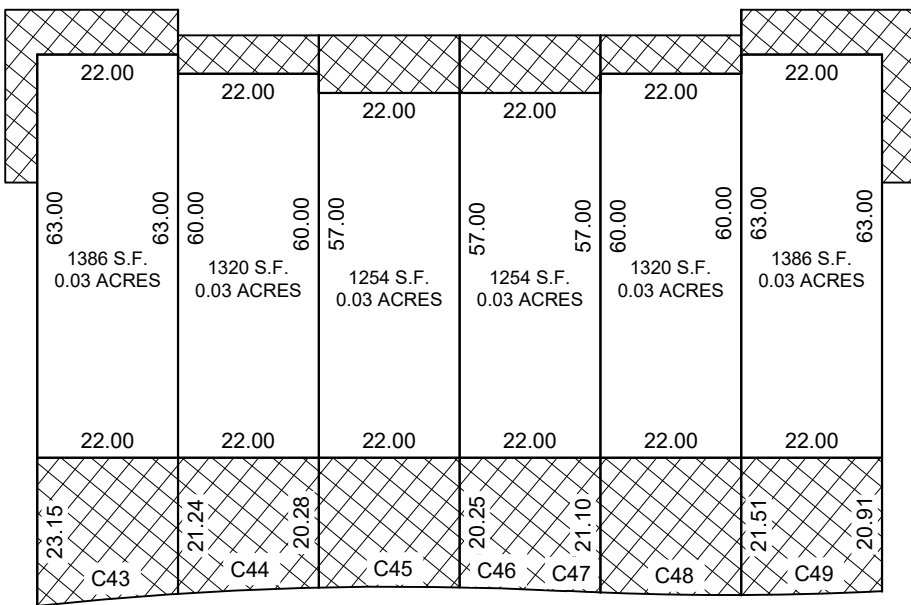 22.00
22.00
22.00
22.00
22.00
22.00
63.00
63.00
60.00
60.00
57.00
57.00
57.00
60.00
60.00
63.00
63.00
1386 S.F.
0.03 ACRES
1320 S.F.
0.03 ACRES
1254 S.F.
0.03 ACRES
1254 S.F.
0.03 ACRES
1320 S.F.
0.03 ACRES
1386 S.F.
0.03 ACRES
22.00
22.00
22.00
22.00
22.00
22.00
23.15
21.24
20.28
20.25
21.10
21.51
20.91
C43
C44
C45
C46
C47
C48
C49